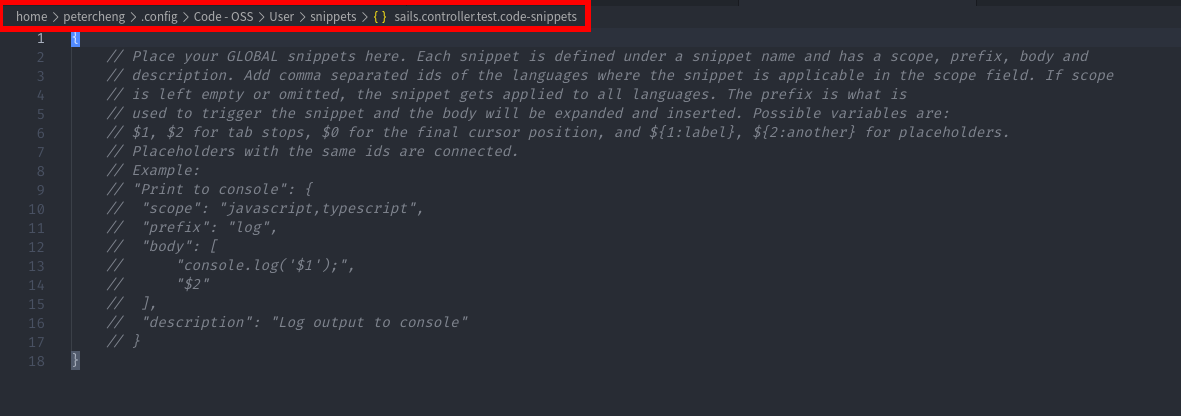 home > petercheng > .config > Code - OSS > User > snippets > {} sails.controller.test.code-snippets
1 {
2 // Place your GLOBAL snippets here. Each snippet is defined under a snippet name and has a scope, prefix, body and
3 // description. Add comma separated ids of the languages where the snippet is applicable in the scope field. If scope
4 // is left empty or omitted, the snippet gets applied to all languages. The prefix is what is
5 // used to trigger the snippet and the body will be expanded and inserted. Possible variables are:
6 // $1, $2 for tab stops, $0 for the final cursor position, and ${1:label}, ${2:another} for placeholders.
7 // Placeholders with the same ids are connected.
8 // Example:
9 // "Print to console": {
10 // "scope": "javascript,typescript",
11 // "prefix": "log",
12 // "body": [
13 // "console.log('$1');",
14 // "$2"
15 // ],
16 // "description": "Log output to console"
17 // }
18 }